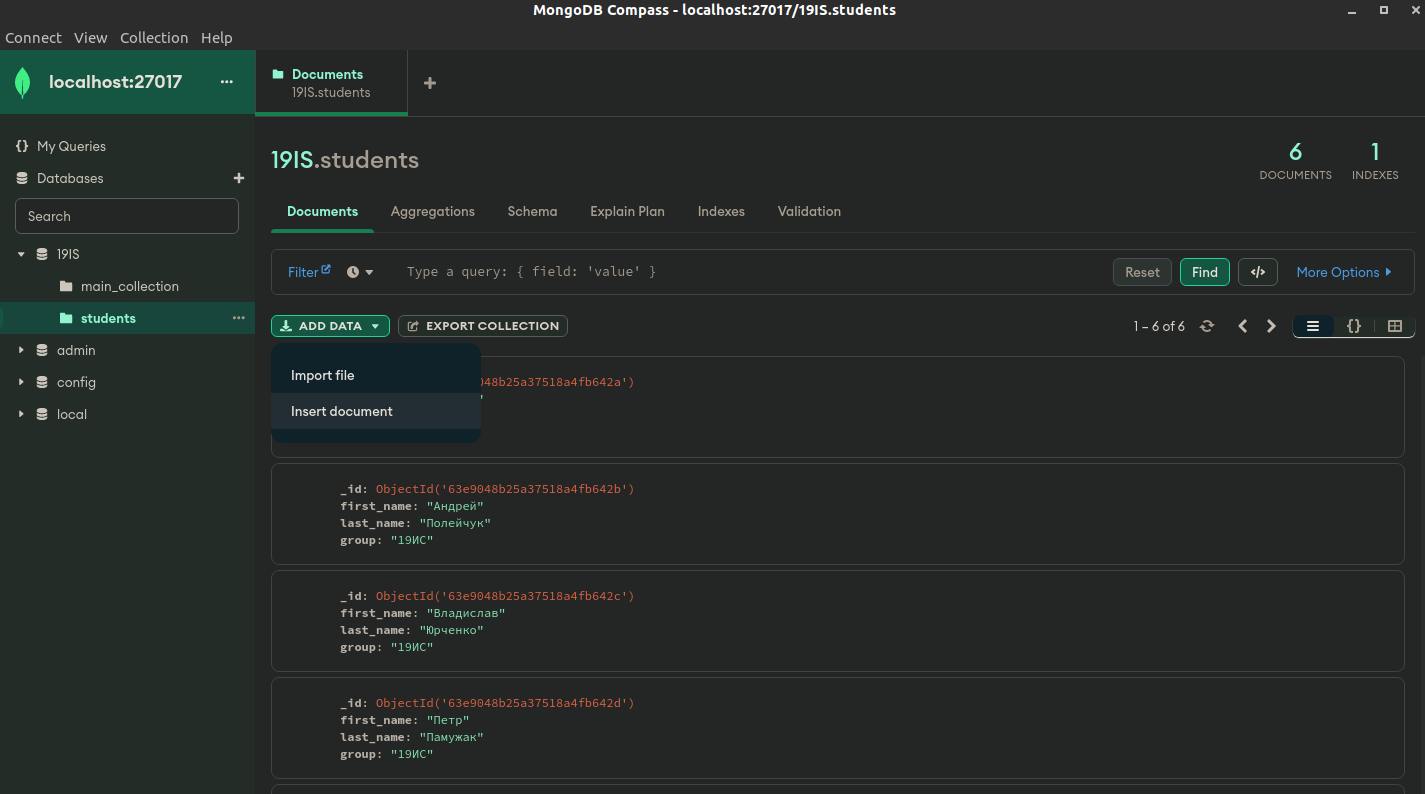 MongoDB Compass - localhost:27017/19IS.students
Connect View Collection Help
localhost:27017
Documents
19IS.students
My Queries
Databases
Search
19IS
main_collection
students
admin
config
local
19IS.students
6
DOCUMENTS
1
INDEXES
Documents Aggregations Schema Explain Plan Indexes Validation
Filter Type a query: { field: 'value' } Reset Find </> More Options
ADD DATA EXPORT COLLECTION 1 – 6 of 6 {}
Import file
Insert document
048b25a37518a4fb642a')
"
_id: ObjectId('63e9048b25a37518a4fb642b')
first_name: "Андрей"
last_name: "Полейчук"
group: "19ИС"
_id: ObjectId('63e9048b25a37518a4fb642c')
first_name: "Владислав"
last_name: "Юрченко"
group: "19ИС"
_id: ObjectId('63e9048b25a37518a4fb642d')
first_name: "Петр"
last_name: "Памужак"
group: "19ИС"